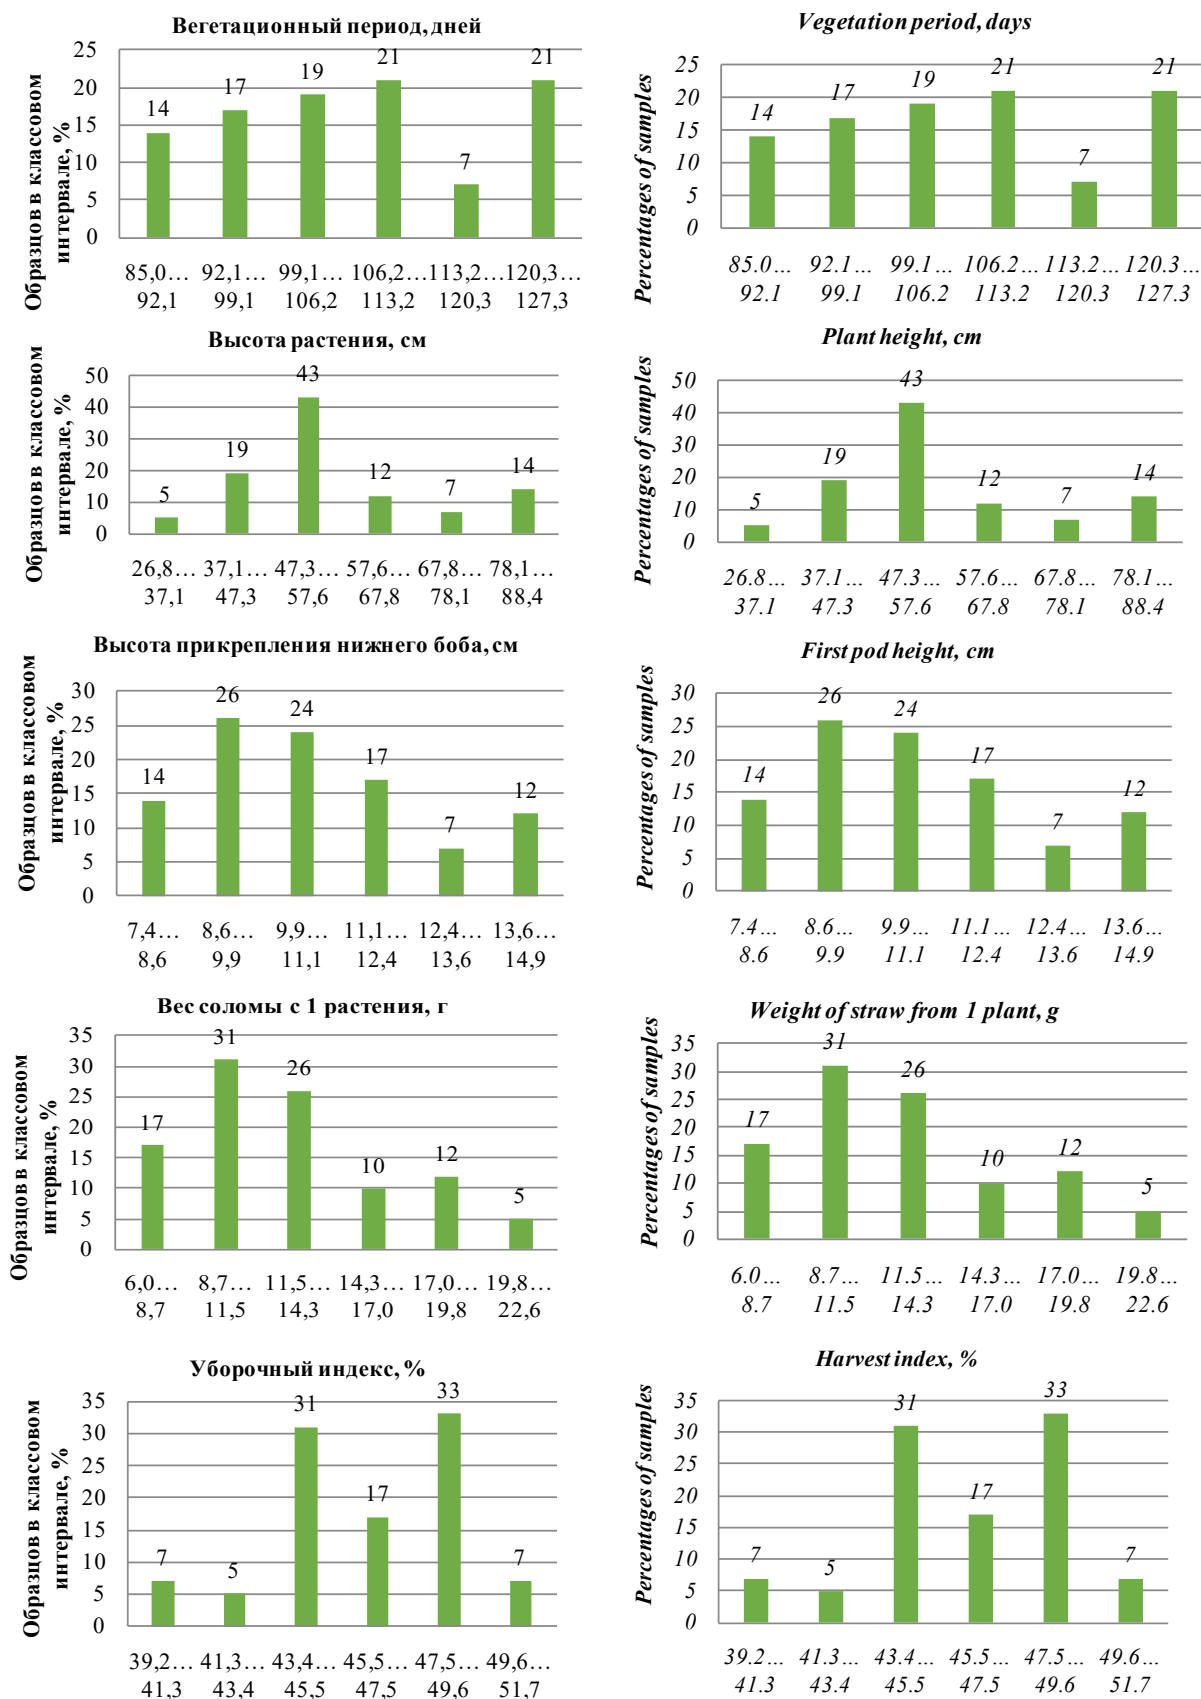 Вегетационный период, дней
Образцов в классовом
интервале, %
25
20
15
10
5
0
14
17
19
21
7
21
85,0… 92,1… 99,1… 106,2… 113,2… 120,3…
92,1 99,1 106,2 113,2 120,3 127,3
Vegetation period, days
Percentages of samples
25
20
15
10
5
0
14
17
19
21
7
21
85.0... 92.1... 99.1... 106.2... 113.2... 120.3...
92.1 99.1 106.2 113.2 120.3 127.3
Высота растения, см
Образцов в классовом
интервале, %
50
40
30
20
10
0
5
19
43
12
7
14
26,8… 37,1… 47,3… 57,6… 67,8… 78,1…
37,1 47,3 57,6 67,8 78,1 88,4
Plant height, cm
Percentages of samples
50
40
30
20
10
0
5
19
43
12
7
14
26.8... 37.1... 47.3... 57.6... 67.8... 78.1...
37.1 47.3 57.6 67.8 78.1 88.4
Высота прикрепления нижнего боба, см
Образцов в классовом
интервале, %
30
25
20
15
10
5
0
14
26
24
17
7
12
7,4… 8,6… 9,9… 11,1… 12,4… 13,6…
8,6 9,9 11,1 12,4 13,6 14,9
First pod height, cm
Percentages of samples
30
25
20
15
10
5
0
14
26
24
17
7
12
7.4... 8.6... 9.9... 11.1... 12.4... 13.6...
8.6 9.9 11.1 12.4 13.6 14.9
Вес соломы с 1 растения, г
Образцов в классовом
интервале, %
35
30
25
20
15
10
5
0
17
31
26
10
12
5
6,0… 8,7… 11,5… 14,3… 17,0… 19,8…
8,7 11,5 14,3 17,0 19,8 22,6
Weight of straw from 1 plant, g
Percentages of samples
35
30
25
20
15
10
5
0
17
31
26
10
12
5
6.0... 8.7... 11.5... 14.3... 17.0... 19.8...
8.7 11.5 14.3 17.0 19.8 22.6
Уборочный индекс, %
Образцов в классовом
интервале, %
35
30
25
20
15
10
5
0
7
5
31
17
33
7
39,2… 41,3… 43,4… 45,5… 47,5… 49,6…
41,3 43,4 45,5 47,5 49,6 51,7
Harvest index, %
Percentages of samples
35
30
25
20
15
10
5
0
7
5
31
17
33
7
39.2... 41.3... 43.4... 45.5... 47.5... 49.6...
41.3 43.4 45.5 47.5 49.6 51.7